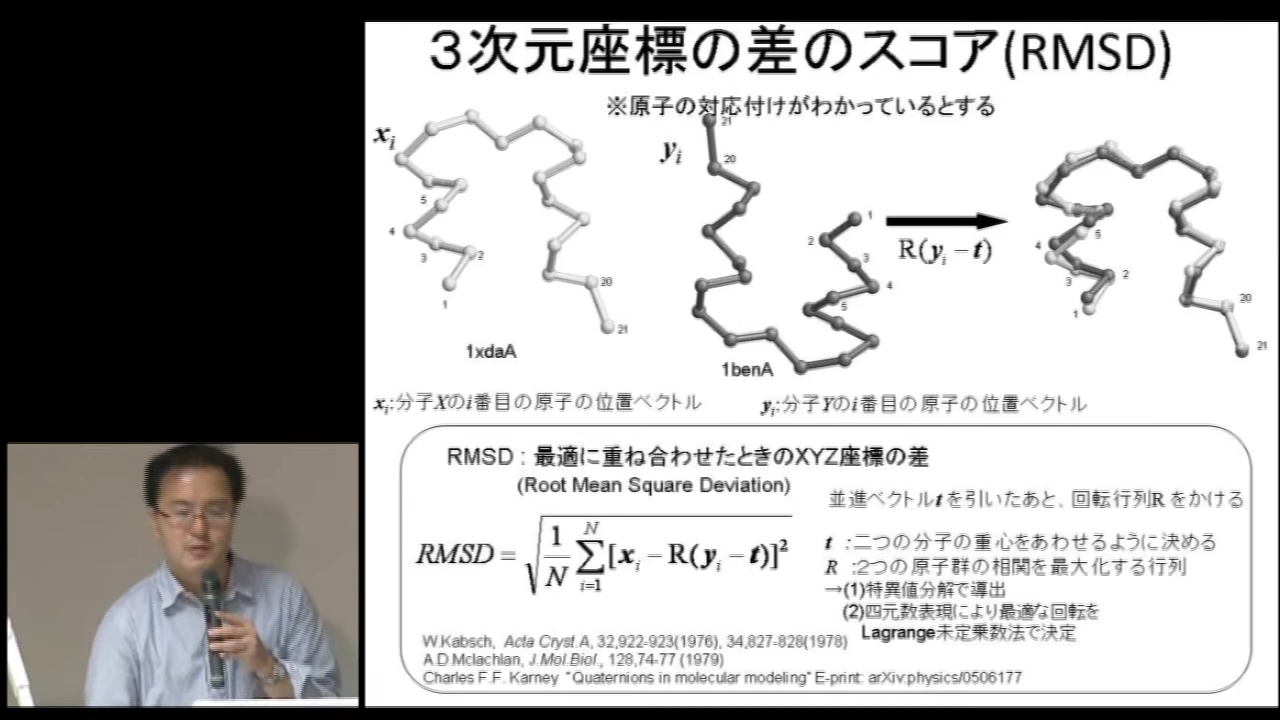 3次元座標の差のスコア(RMSD)
※原子の対応付けがわかっているとする
xi
yi
21
20
5
4
3
2
1
20
21
1
2
3
4
5
R(yi −t)
5
4
3
2
1
20
21
1xdaA
1benA
xi:分子Xのi番目の原子の位置ベクトル
yi:分子Yのi番目の原子の位置ベクトル
RMSD : 最適に重ね合わせたときのXYZ座標の差
(Root Mean Square Deviation)
並進ベクトルt を引いたあと、回転行列R をかける
RMSD = √ 1/N N Σ i=1 [xi − R(yi − t)]²
t :二つの分子の重心をあわせるように決める
R :2つの原子群の相関を最大化する行列
→(1)特異値分解で導出
(2)四元数表現により最適な回転を
Lagrange未定乗数法で決定
W.Kabsch, Acta Cryst.A, 32,922-923(1976), 34,827-828(1978)
A.D.Mclachlan, J.Mol.Biol., 128,74-77 (1979)
Charles F.F. Karney "Quaternions in molecular modeling" E-print: arXiv:physics/0506177